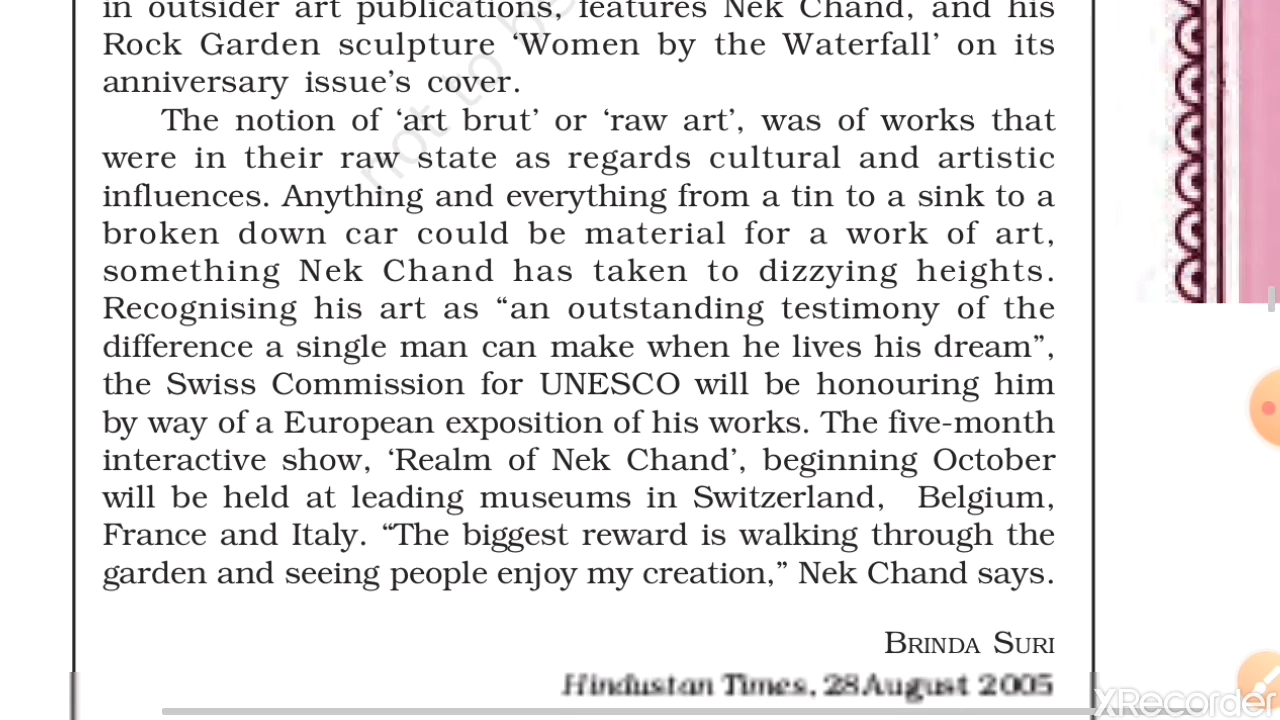 in outsider art publications, features Nek Chand, and his
Rock Garden sculpture ‘Women by the Waterfall’ on its
anniversary issue’s cover.
The notion of ‘art brut’ or ‘raw art’, was of works that
were in their raw state as regards cultural and artistic
influences. Anything and everything from a tin to a sink to a
broken down car could be material for a work of art,
something Nek Chand has taken to dizzying heights.
Recognising his art as “an outstanding testimony of the
difference a single man can make when he lives his dream”,
the Swiss Commission for UNESCO will be honouring him
by way of a European exposition of his works. The five-month
interactive show, ‘Realm of Nek Chand’, beginning October
will be held at leading museums in Switzerland, Belgium,
France and Italy. “The biggest reward is walking through the
garden and seeing people enjoy my creation,” Nek Chand says.
BRINDA SURI
Hindustan Times, 28 August 2005
not to be
XRecorder